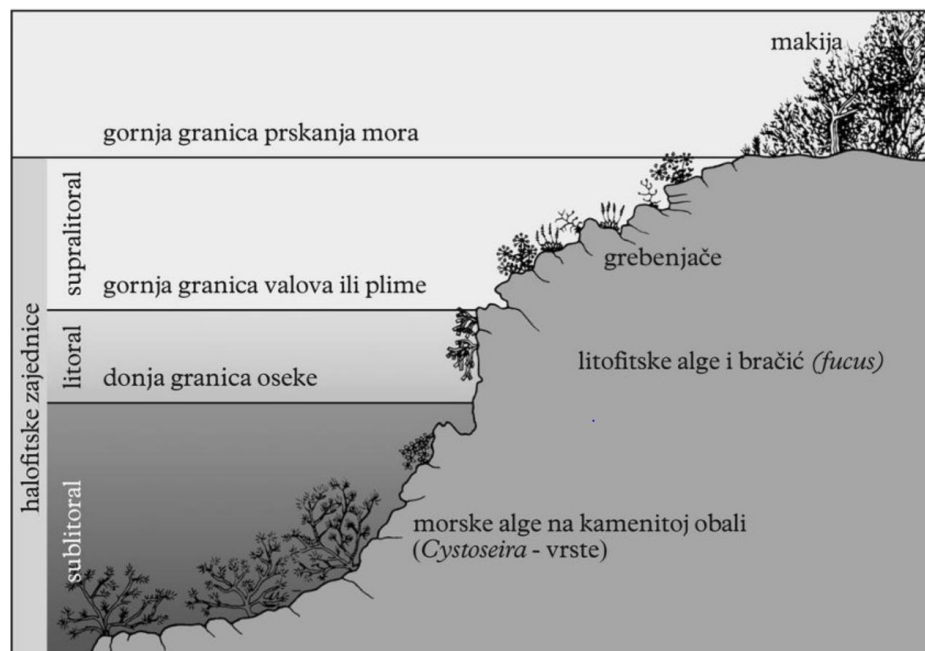 makija
gornja granica prskanja mora
supralitoral
grebenjače
gornja granica valova ili plime
halofitske zajednice
litoral
litofitske alge i bračić (fucus)
donja granica oseke
sublitoral
morske alge na kamenitoj obali
(Cystoseira - vrste)